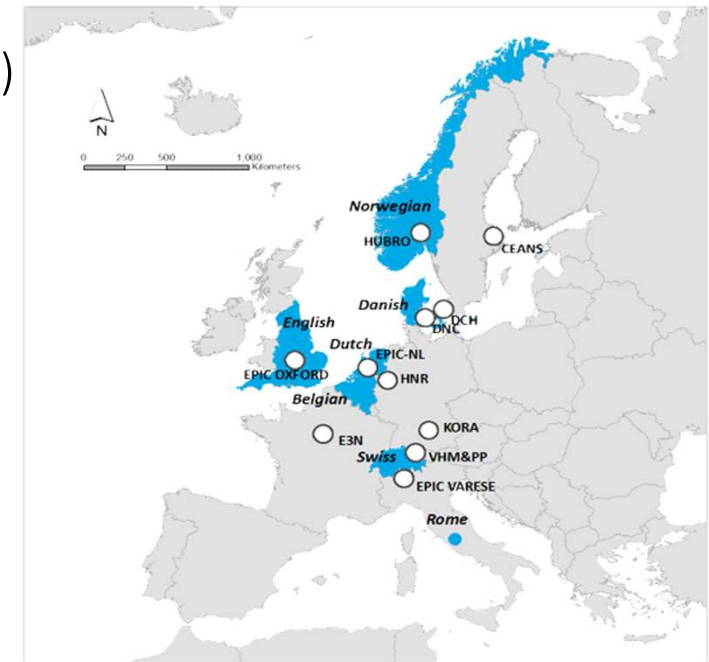 )
N
0 250 500 1,000
Kilometers
Norwegian
HUBRO
CEANS
Danish
DCH
DNC
English
Dutch
EPIC-NL
EPIC OXFORD
HNR
Belgian
KORA
E3N
Swiss
VHM&PP
EPIC VARESE
Rome